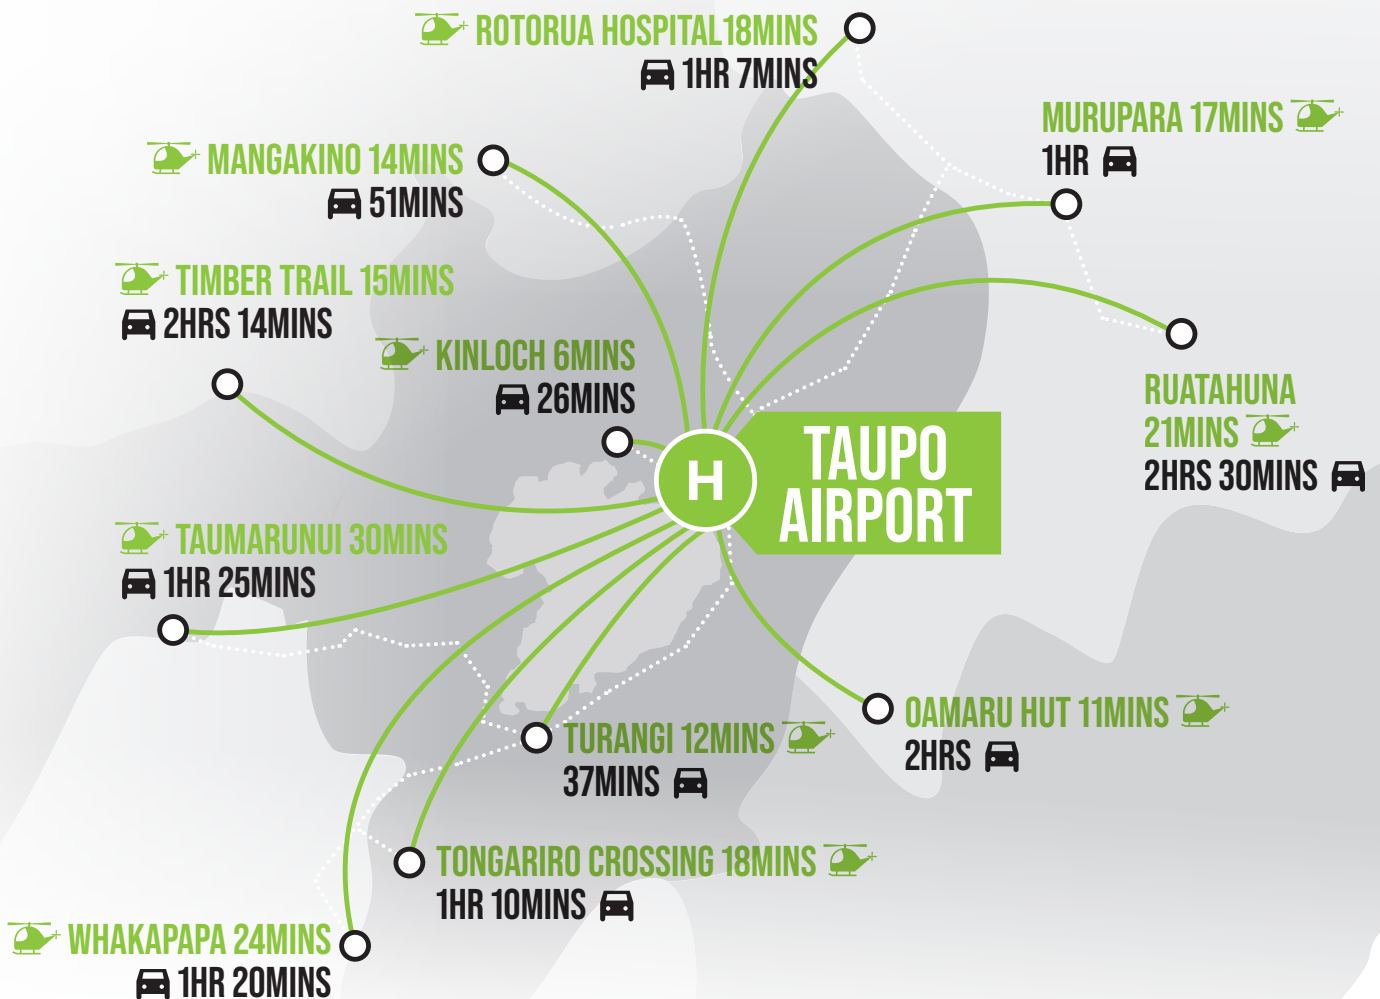 ROTORUA HOSPITAL18MINS
1HR 7MINS
MURUPARA 17MINS
1HR
MANGAKINO 14MINS
51MINS
TIMBER TRAIL 15MINS
2HRS 14MINS
KINLOCH 6MINS
26MINS
RUATAHUNA
21MINS
2HRS 30MINS
H
TAUPO
AIRPORT
TAUMARUNUI 30MINS
1HR 25MINS
OAMARU HUT 11MINS
2HRS
TURANGI 12MINS
37MINS
TONGARIRO CROSSING 18MINS
1HR 10MINS
WHAKAPAPA 24MINS
1HR 20MINS